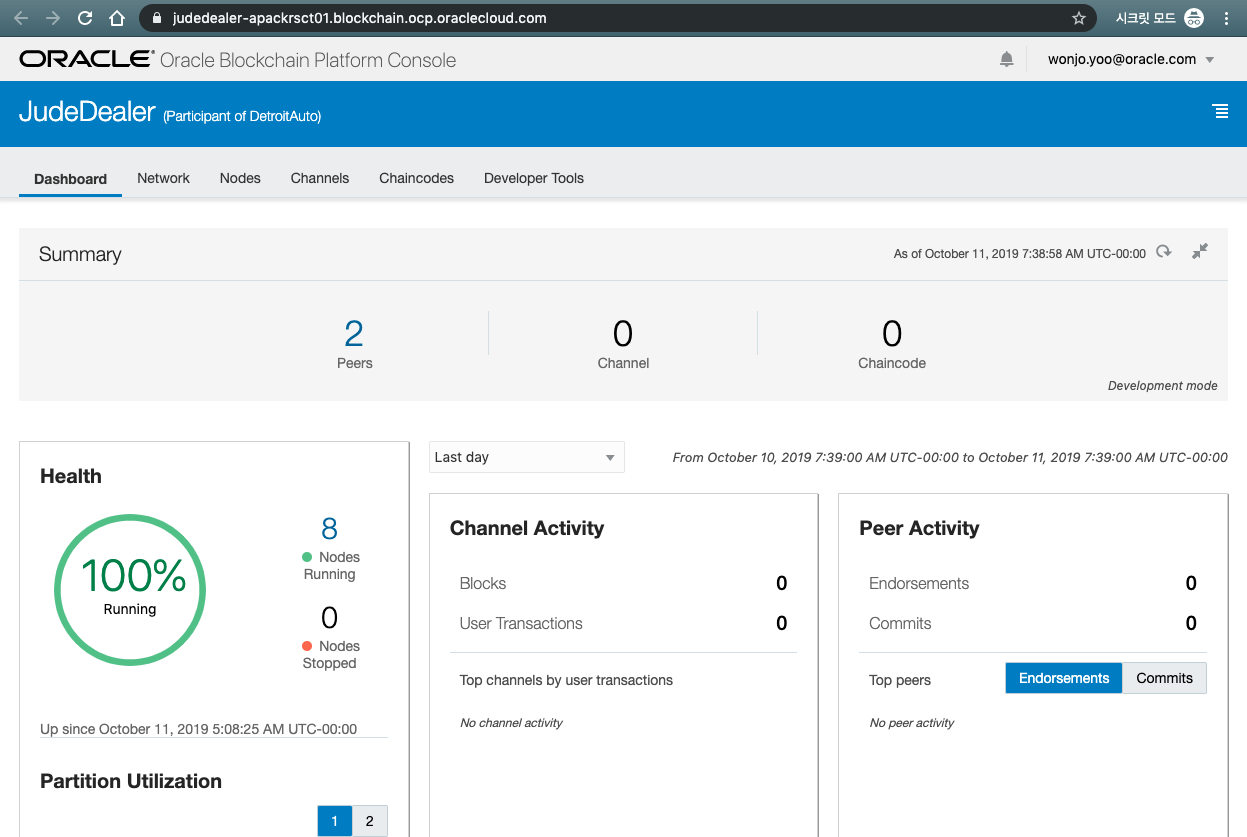 judedealer-apackrsct01.blockchain.ocp.oraclecloud.com
시크릿 모드
ORACLE® Oracle Blockchain Platform Console
wonjo.yoo@oracle.com
JudeDealer (Participant of DetroitAuto)
Dashboard Network Nodes Channels Chaincodes Developer Tools
Summary
As of October 11, 2019 7:38:58 AM UTC-00:00
2 0 0
Peers Channel Chaincode
Development mode
Last day
From October 10, 2019 7:39:00 AM UTC-00:00 to October 11, 2019 7:39:00 AM UTC-00:00
Health
100%
Running
8
Nodes
Running
0
Nodes
Stopped
Up since October 11, 2019 5:08:25 AM UTC-00:00
Partition Utilization
1 2
Channel Activity
Blocks 0
User Transactions 0
Top channels by user transactions
No channel activity
Peer Activity
Endorsements 0
Commits 0
Top peers Endorsements Commits
No peer activity